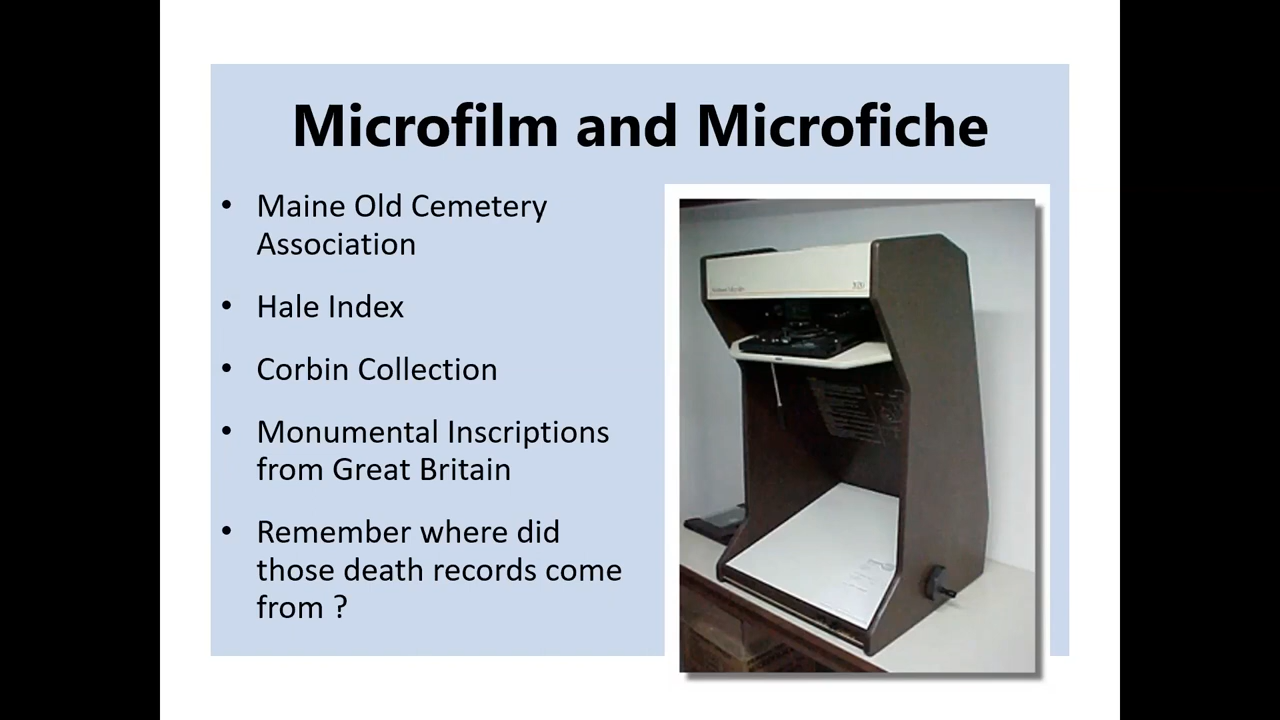 Microfilm and Microfiche
• Maine Old Cemetery
Association
• Hale Index
• Corbin Collection
• Monumental Inscriptions
from Great Britain
• Remember where did
those death records come
from ?